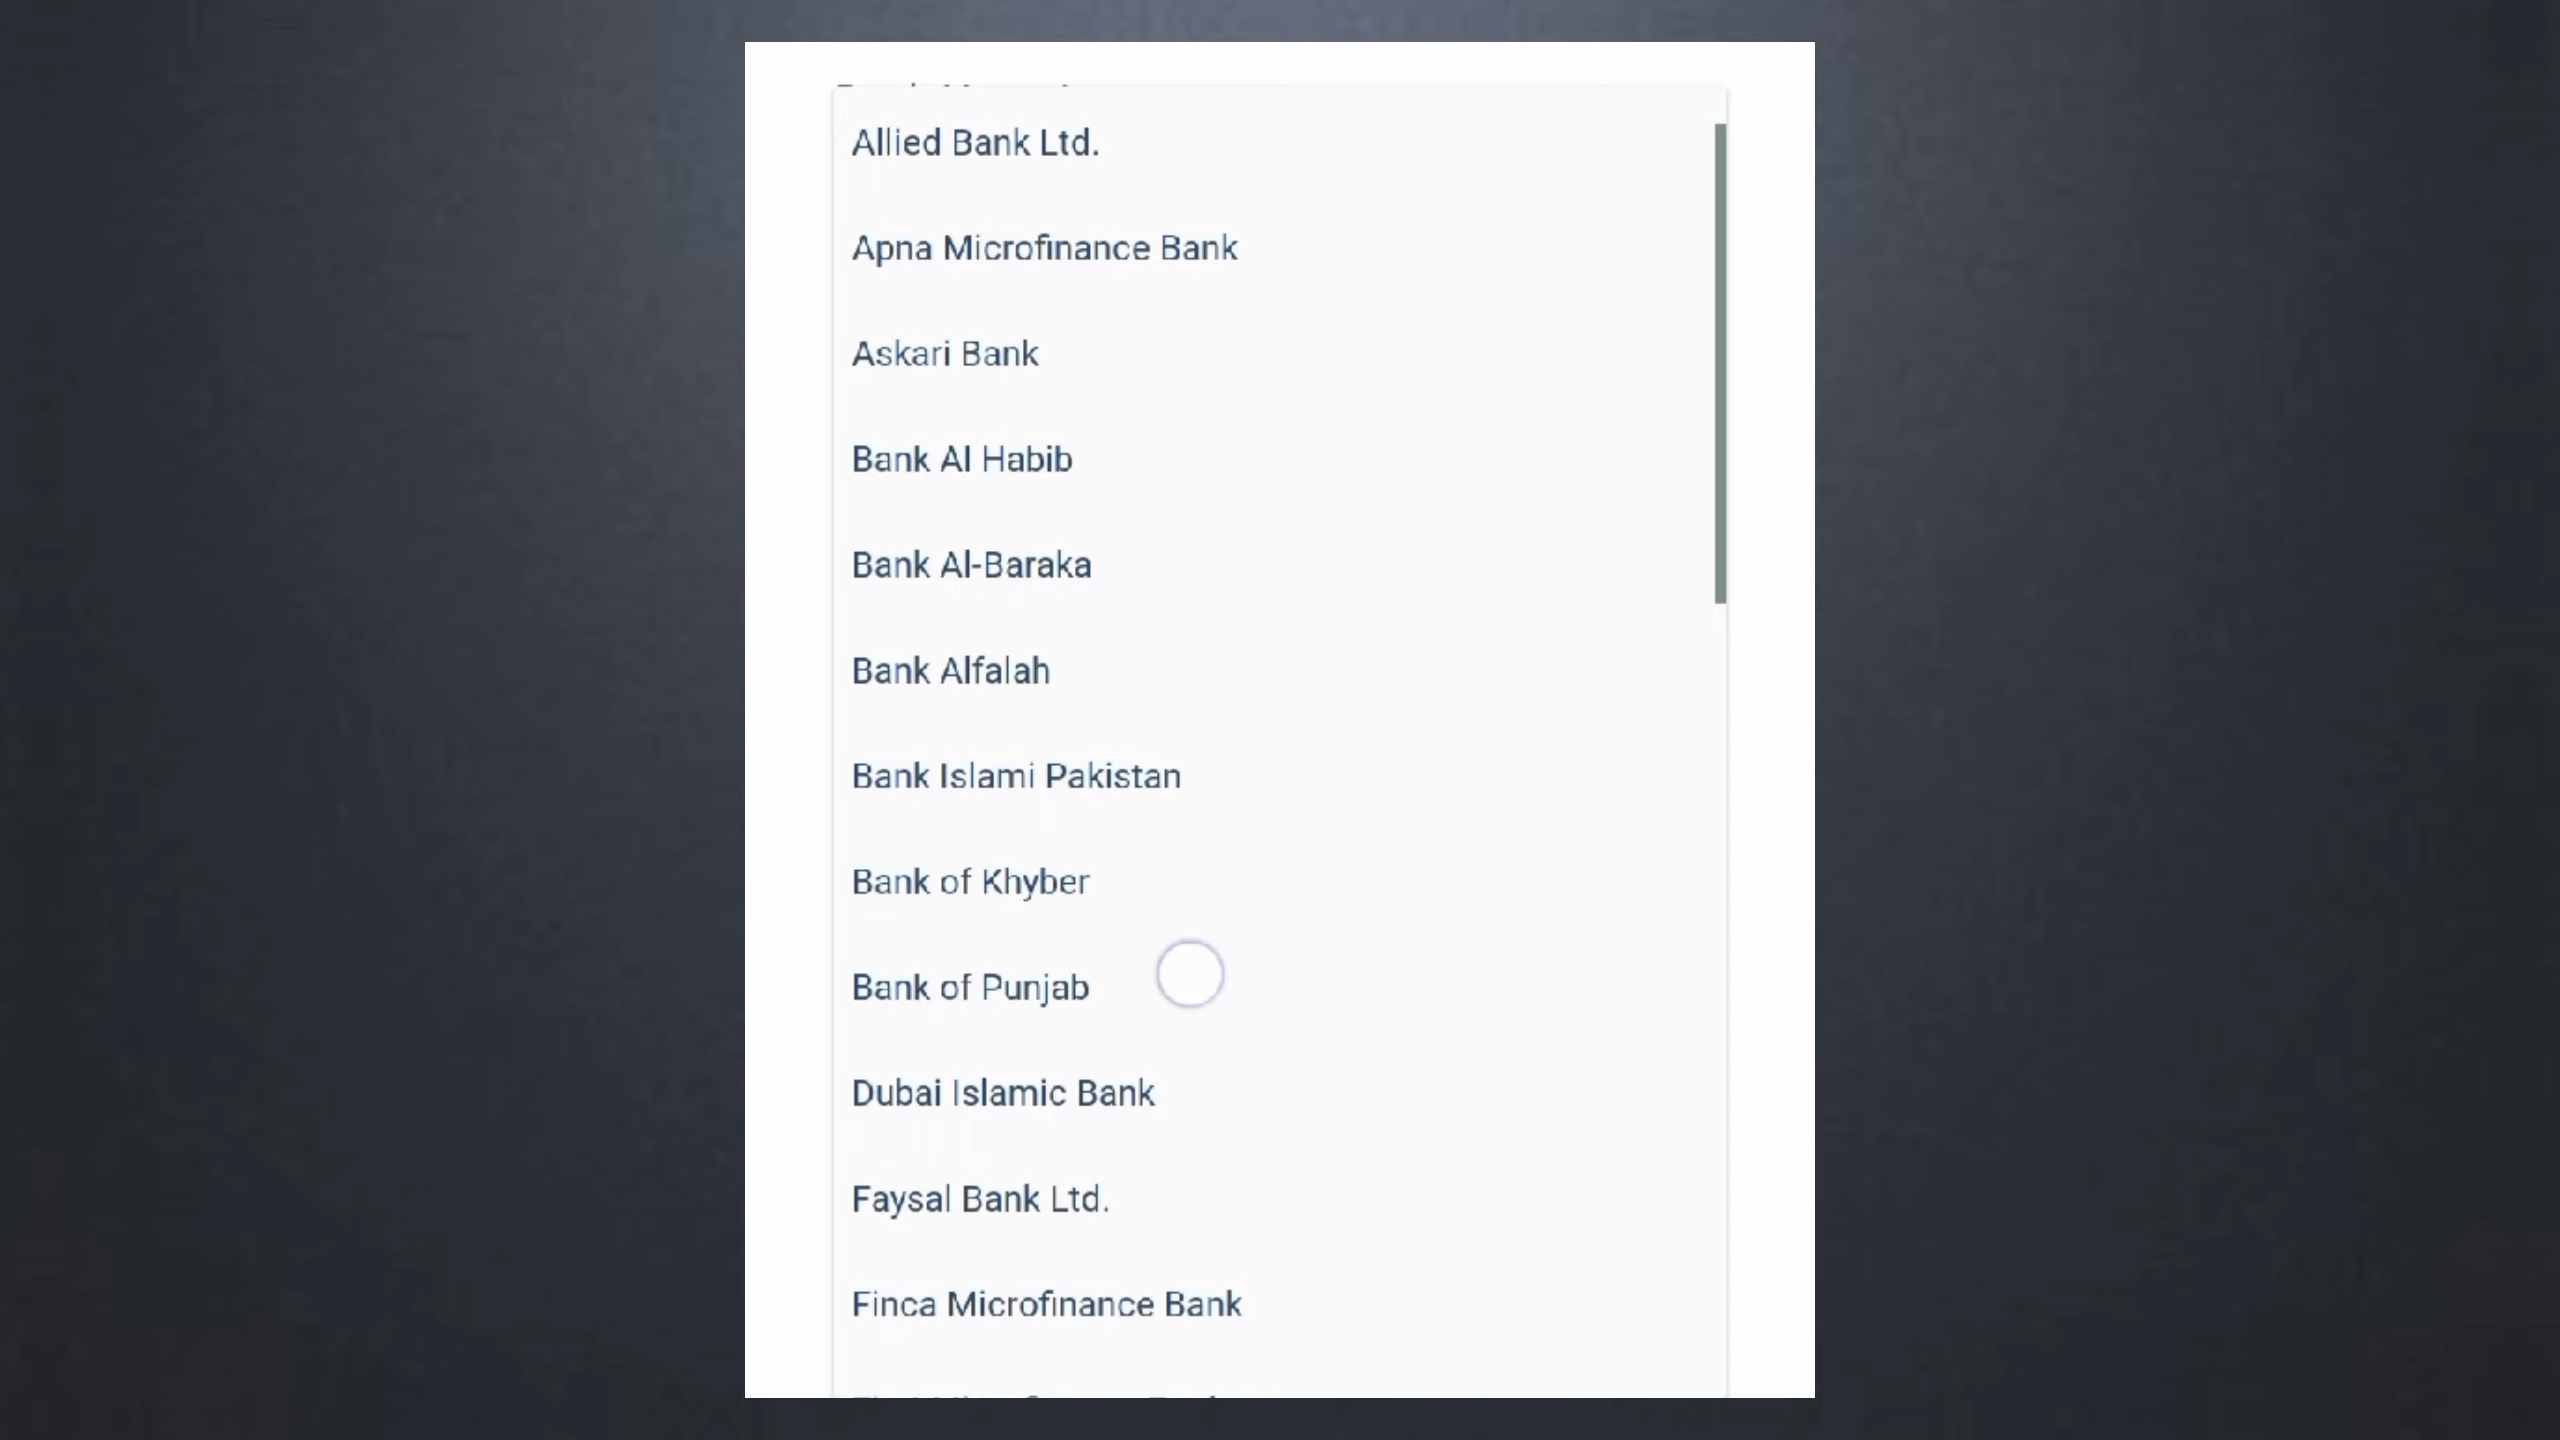 Allied Bank Ltd.
Apna Microfinance Bank
Askari Bank
Bank Al Habib
Bank Al-Baraka
Bank Alfalah
Bank Islami Pakistan
Bank of Khyber
Bank of Punjab
Dubai Islamic Bank
Faysal Bank Ltd.
Finca Microfinance Bank